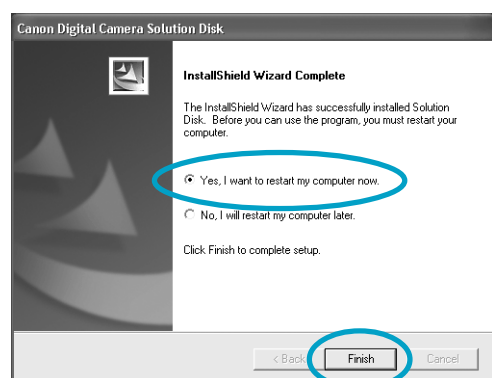 Canon Digital Camera Solution Disk
InstallShield Wizard Complete
The InstallShield Wizard has successfully installed Solution
Disk. Before you can use the program, you must restart your
computer.
Yes, I want to restart my computer now.
No, I will restart my computer later.
Click Finish to complete setup.
< Back Finish Cancel